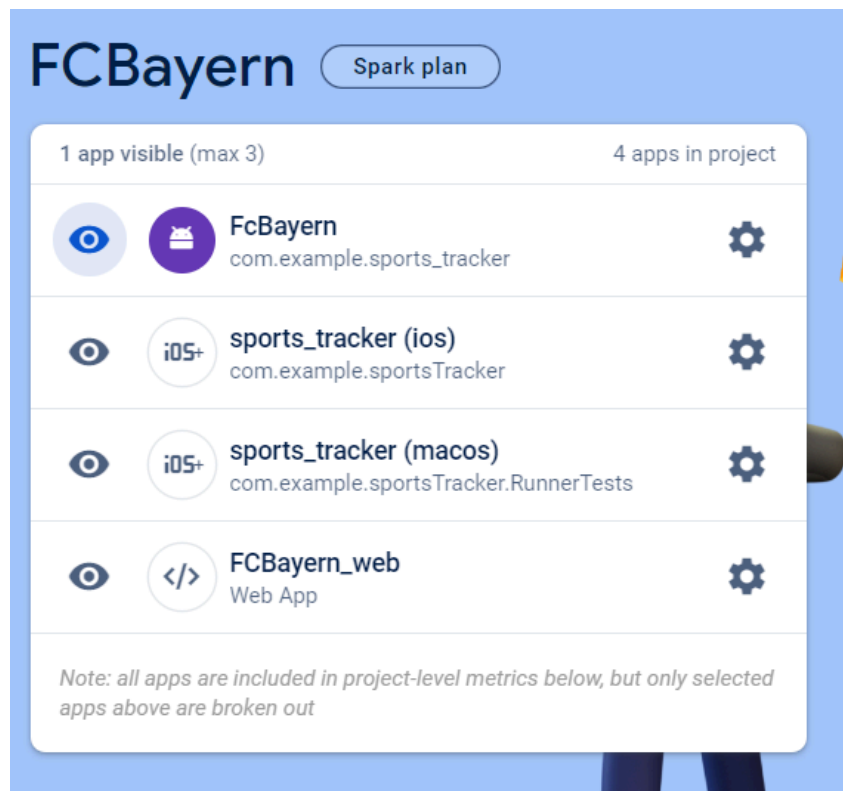 FCBayern Spark plan
1 app visible (max 3) 4 apps in project
FcBayern
com.example.sports_tracker
iOS+ sports_tracker (ios)
com.example.sportsTracker
iOS+ sports_tracker (macos)
com.example.sportsTracker.RunnerTests
</> FCBayern_web
Web App
Note: all apps are included in project-level metrics below, but only selected
apps above are broken out